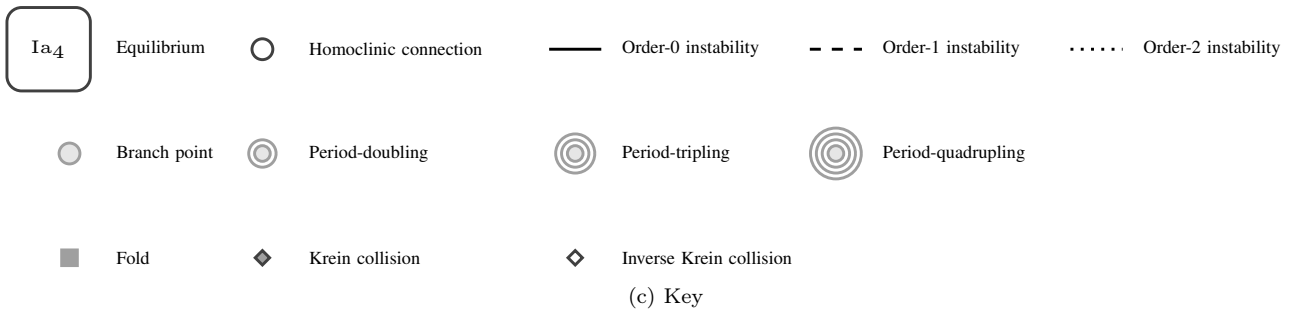 Ia4 Equilibrium Homoclinic connection Order-0 instability Order-1 instability Order-2 instability
Branch point Period-doubling Period-tripling Period-quadrupling
Fold Krein collision Inverse Krein collision
(c) Key